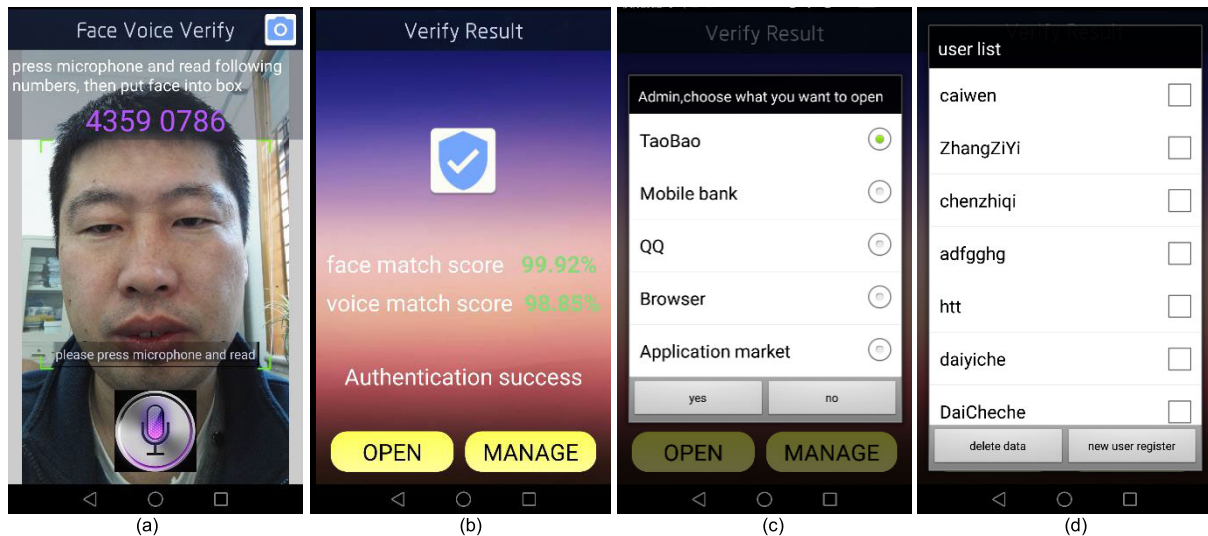 Face Voice Verify
press microphone and read following
numbers, then put face into box
4359 0786
please press microphone and read
(a)
Verify Result
face match score 99.92%
voice match score 98.85%
Authentication success
OPEN MANAGE
(b)
Verify Result
Admin,choose what you want to open
TaoBao
Mobile bank
QQ
Browser
Application market
yes no
OPEN MANAGE
(c)
Verify Result
user list
caiwen
ZhangZiYi
chenzhiqi
adfgghg
htt
daiyiche
DaiCheche
delete data new user register
(d)